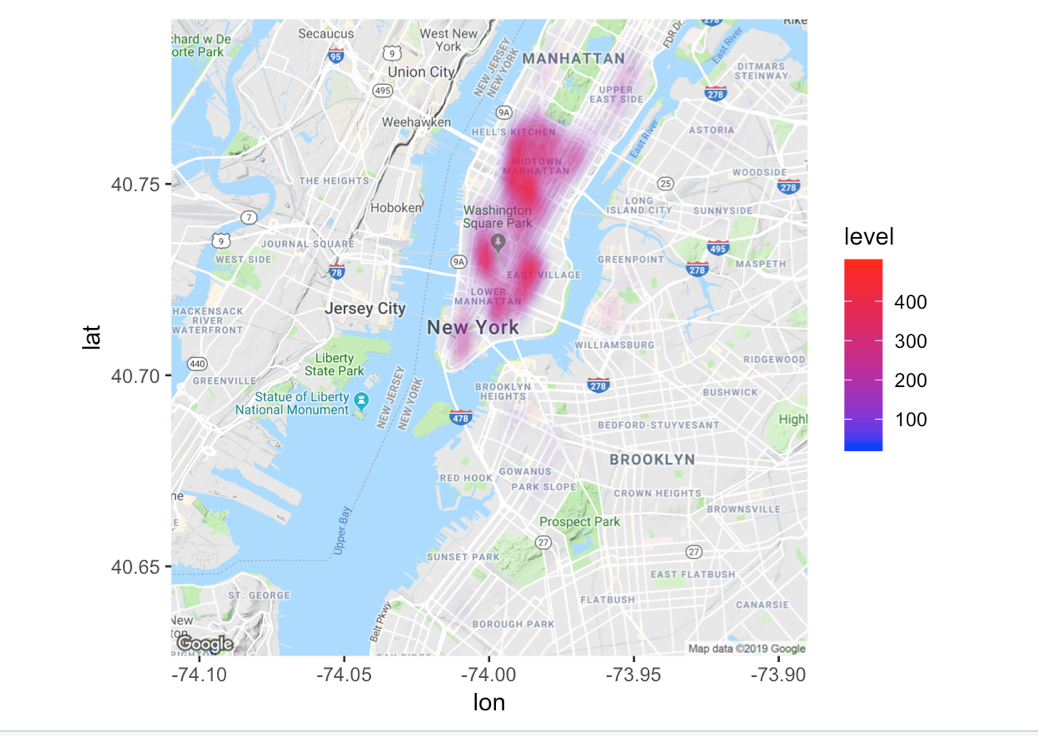 Secaucus
West New
York
FDR Dr
278
East River
Rike
chard w De
orte Park
95
9
Union City
495
NEW JERSEY
NEW YORK
MANHATTAN
UPPER
EAST SIDE
278
DITMARS
STEINWAY
Weehawken
9A
HELL'S KITCHEN
East River
ASTORIA
MIDTOWN
MANHATTAN
WOODSIDE
THE HEIGHTS
25
278
40.75
Hoboken
Washington
Square Park
LONG
ISLAND CITY
SUNNYSIDE
7
9
JOURNAL SQUARE
WEST SIDE
78
9A
EAST VILLAGE
GREENPOINT
495
278
MASPETH
LOWER
MANHATTAN
HACKENSACK
RIVER
WATERFRONT
Jersey City
New York
WILLIAMSBURG
RIDGEWOOD
440
GREENVILLE
Liberty
State Park
40.70
NEW JERSEY
NEW YORK
Statue of Liberty
National Monument
BROOKLYN
HEIGHTS
278
BUSHWICK
478
BEDFORD-STUYVESANT
Highl
BROOKLYN
GOWANUS
RED HOOK
PARK SLOPE
CROWN HEIGHTS
ne
BROWNSVILLE
Upper Bay
Prospect Park
27
27
SUNSET PARK
40.65
EAST FLATBUSH
ST. GEORGE
FLATBUSH
CANARSIE
Belt Pkwy
New
ton
BOROUGH PARK
Google
Map data ©2019 Google
-74.10
-74.05
-74.00
-73.95
-73.90
lon
lat
level
400
300
200
100